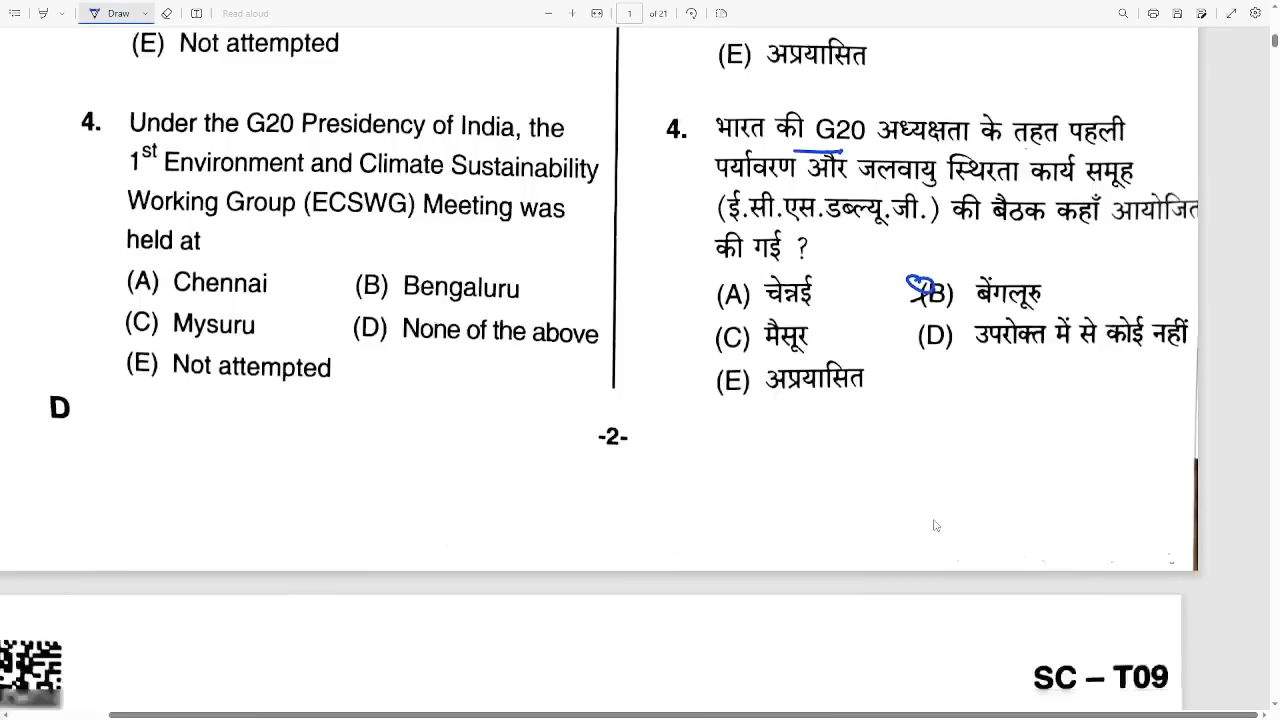 Draw
Read aloud
1 of 21
(E) Not attempted
4. Under the G20 Presidency of India, the
1st Environment and Climate Sustainability
Working Group (ECSWG) Meeting was
held at
(A) Chennai (B) Bengaluru
(C) Mysuru (D) None of the above
(E) Not attempted
D
(E) अप्रयासित
4. भारत की G20 अध्यक्षता के तहत पहली
पर्यावरण और जलवायु स्थिरता कार्य समूह
(ई.सी.एस.डब्ल्यू.जी.) की बैठक कहाँ आयोजित
की गई ?
(A) चेन्नई (B) बेंगलूरु
(C) मैसूर (D) उपरोक्त में से कोई नहीं
(E) अप्रयासित
-2-
SC – T09